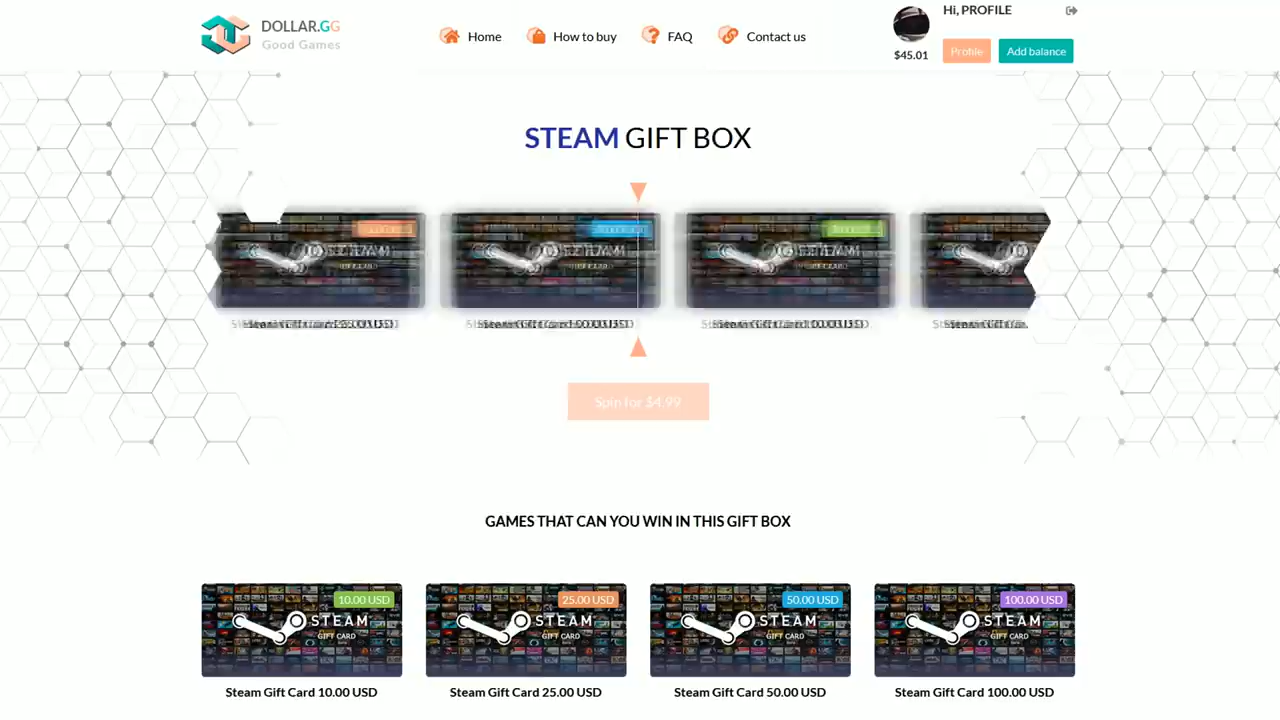 DOLLAR.GG
Good Games
Home
How to buy
FAQ
Contact us
Hi, PROFILE
$45.01
Profile
Add balance
STEAM GIFT BOX
Spin for $4.99
GAMES THAT CAN YOU WIN IN THIS GIFT BOX
10.00 USD
STEAM
GIFT CARD
25.00 USD
STEAM
GIFT CARD
50.00 USD
STEAM
GIFT CARD
100.00 USD
STEAM
GIFT CARD
Steam Gift Card 10.00 USD
Steam Gift Card 25.00 USD
Steam Gift Card 50.00 USD
Steam Gift Card 100.00 USD